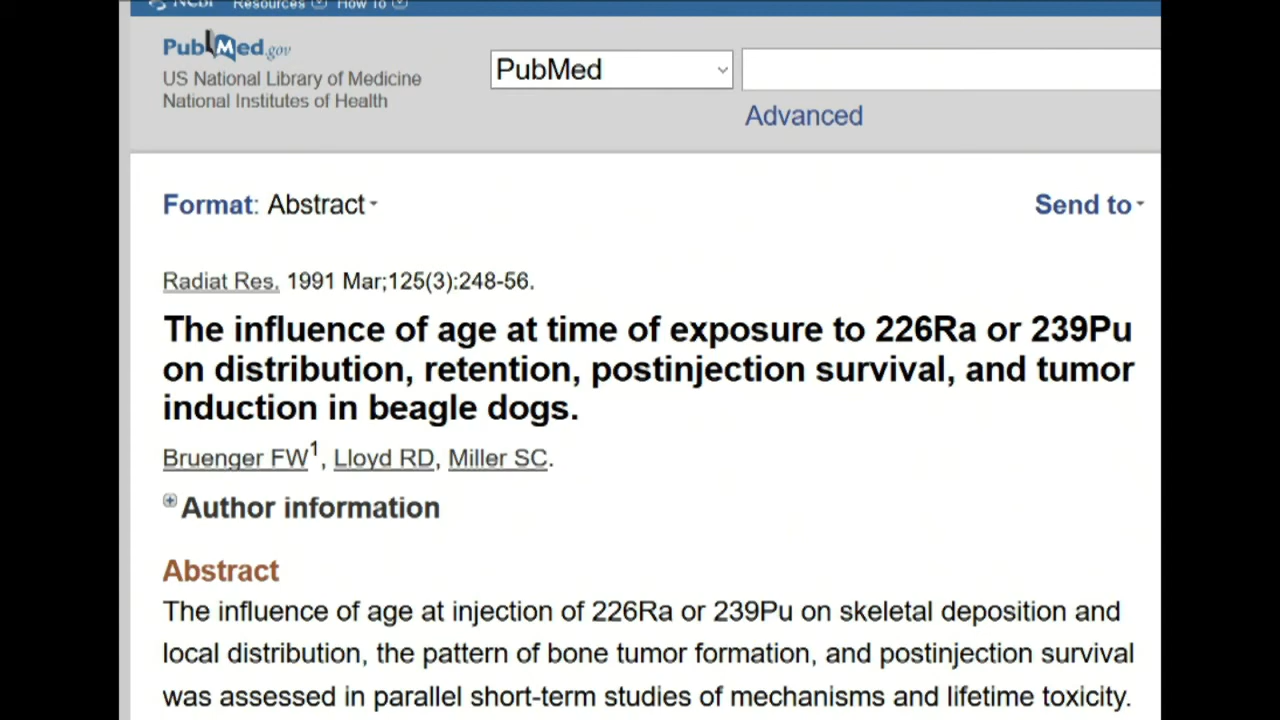 NCBI Resources How To
PubMed.gov
US National Library of Medicine
National Institutes of Health
PubMed
Advanced
Format: Abstract
Send to
Radiat Res. 1991 Mar;125(3):248-56.
The influence of age at time of exposure to 226Ra or 239Pu
on distribution, retention, postinjection survival, and tumor
induction in beagle dogs.
Bruenger FW1, Lloyd RD, Miller SC.
Author information
Abstract
The influence of age at injection of 226Ra or 239Pu on skeletal deposition and
local distribution, the pattern of bone tumor formation, and postinjection survival
was assessed in parallel short-term studies of mechanisms and lifetime toxicity.